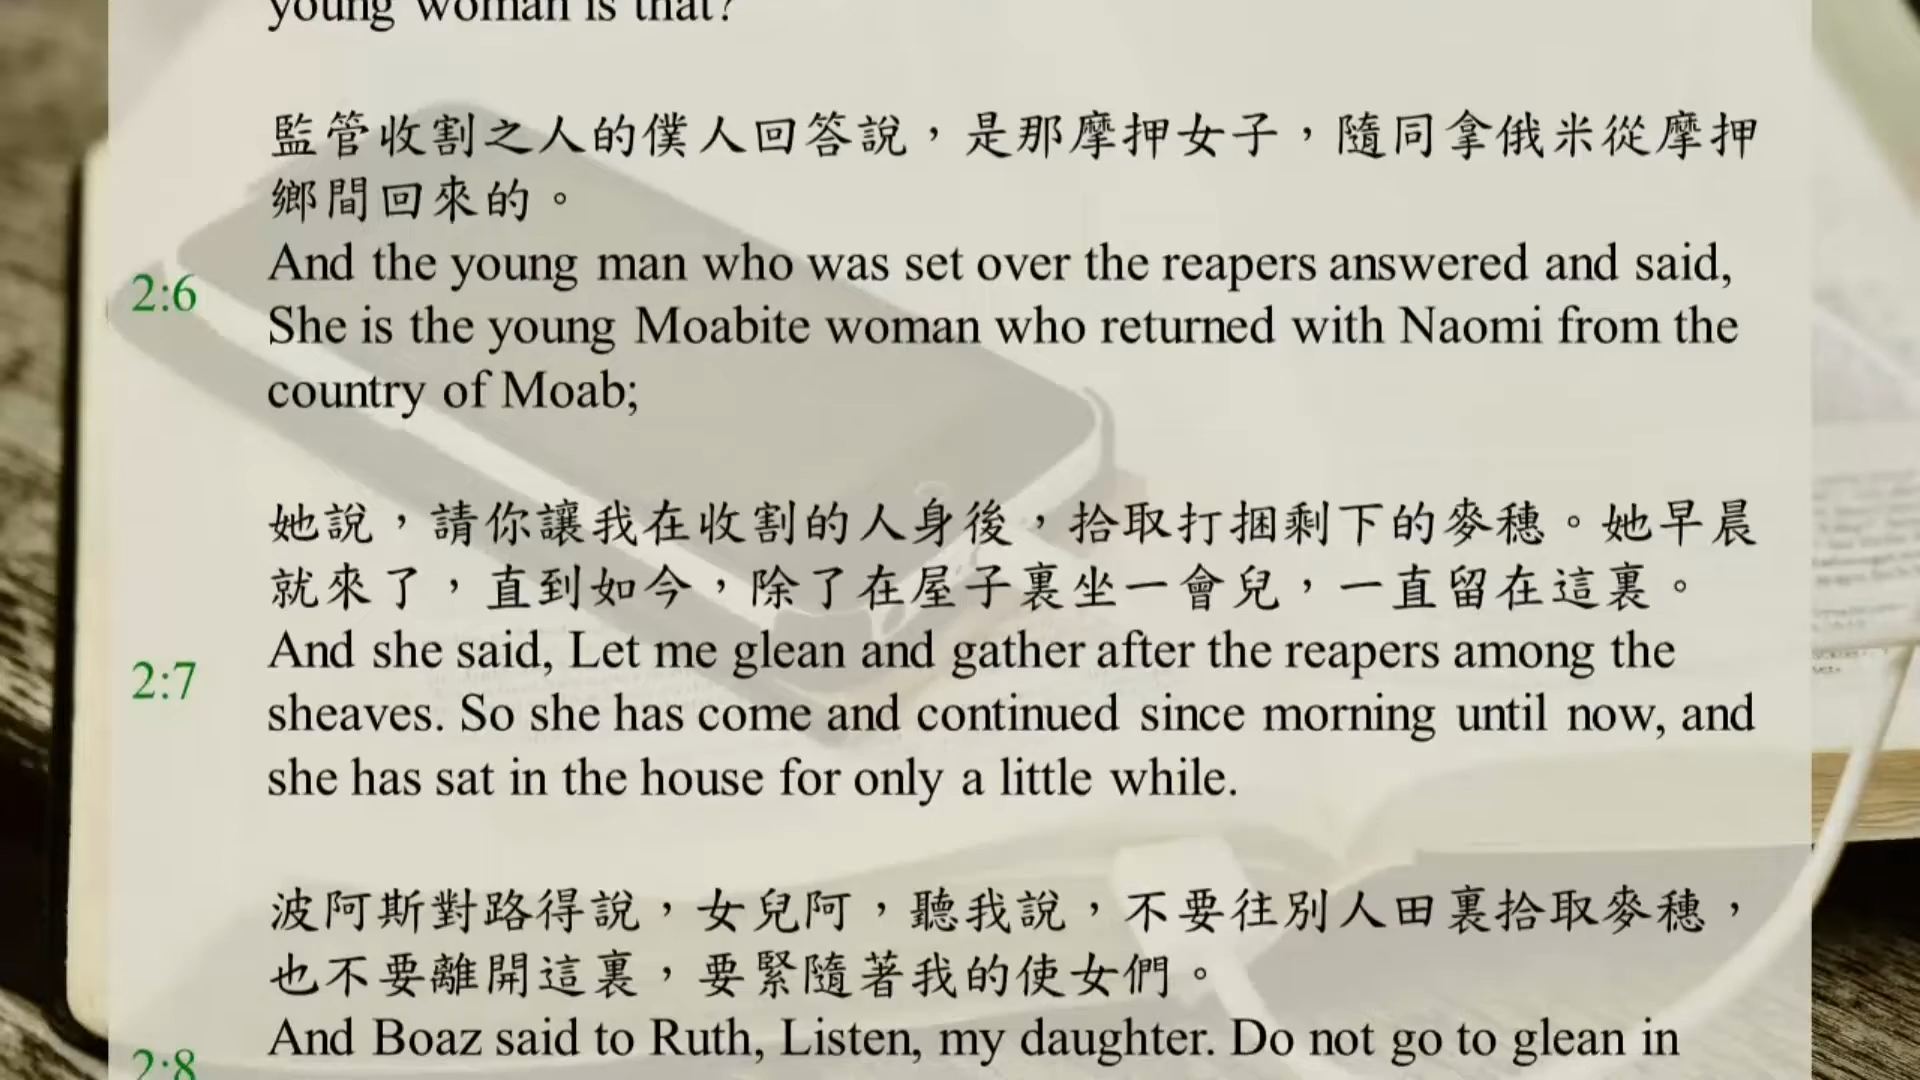 young woman is that?
監管收割之人的僕人回答說，是那摩押女子，隨同拿俄米從摩押
鄉間回來的。
2:6
And the young man who was set over the reapers answered and said,
She is the young Moabite woman who returned with Naomi from the
country of Moab;
她說，請你讓我在收割的人身後，拾取打捆剩下的麥穗。她早晨
就來了，直到如今，除了在屋子裏坐一會兒，一直留在這裏。
2:7
And she said, Let me glean and gather after the reapers among the
sheaves. So she has come and continued since morning until now, and
she has sat in the house for only a little while.
波阿斯對路得說，女兒阿，聽我說，不要往別人田裏拾取麥穗，
也不要離開這裏，要緊隨著我的使女們。
2:8
And Boaz said to Ruth, Listen, my daughter. Do not go to glean in